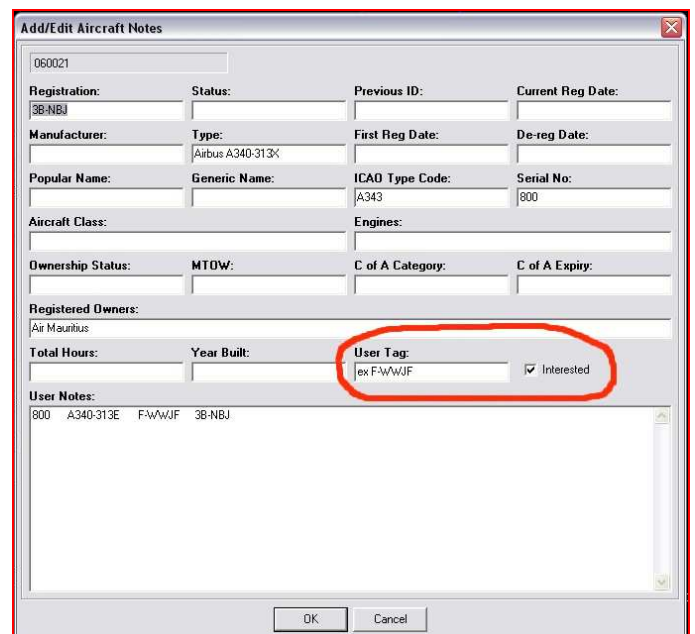 Add/Edit Aircraft Notes
060021
Registration: Status: Previous ID: Current Reg Date:
3B-NBJ
Manufacturer: Type: First Reg Date: De-reg Date:
Airbus A340-313X
Popular Name: Generic Name: ICAO Type Code: Serial No:
A343 800
Aircraft Class: Engines:
Ownership Status: MTOW: C of A Category: C of A Expiry:
Registered Owners:
Air Mauritius
Total Hours: Year Built: User Tag:
ex F-WWJF Interested
User Notes:
800 A340-313E F-WWJF 3B-NBJ
OK Cancel